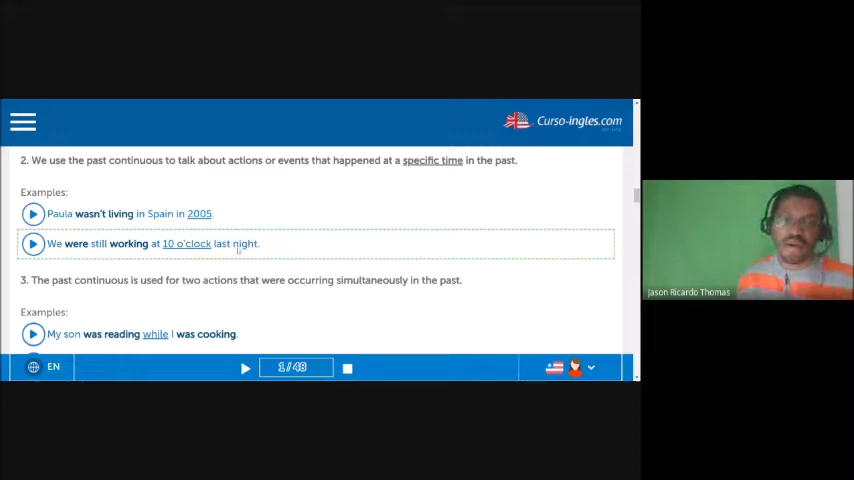 Curso-ingles.com
2. We use the past continuous to talk about actions or events that happened at a specific time in the past.
Examples:
Paula wasn't living in Spain in 2005.
We were still working at 10 o'clock last night.
3. The past continuous is used for two actions that were occurring simultaneously in the past.
Examples:
My son was reading while I was cooking.
EN
1/48
Jason Ricardo Thomas